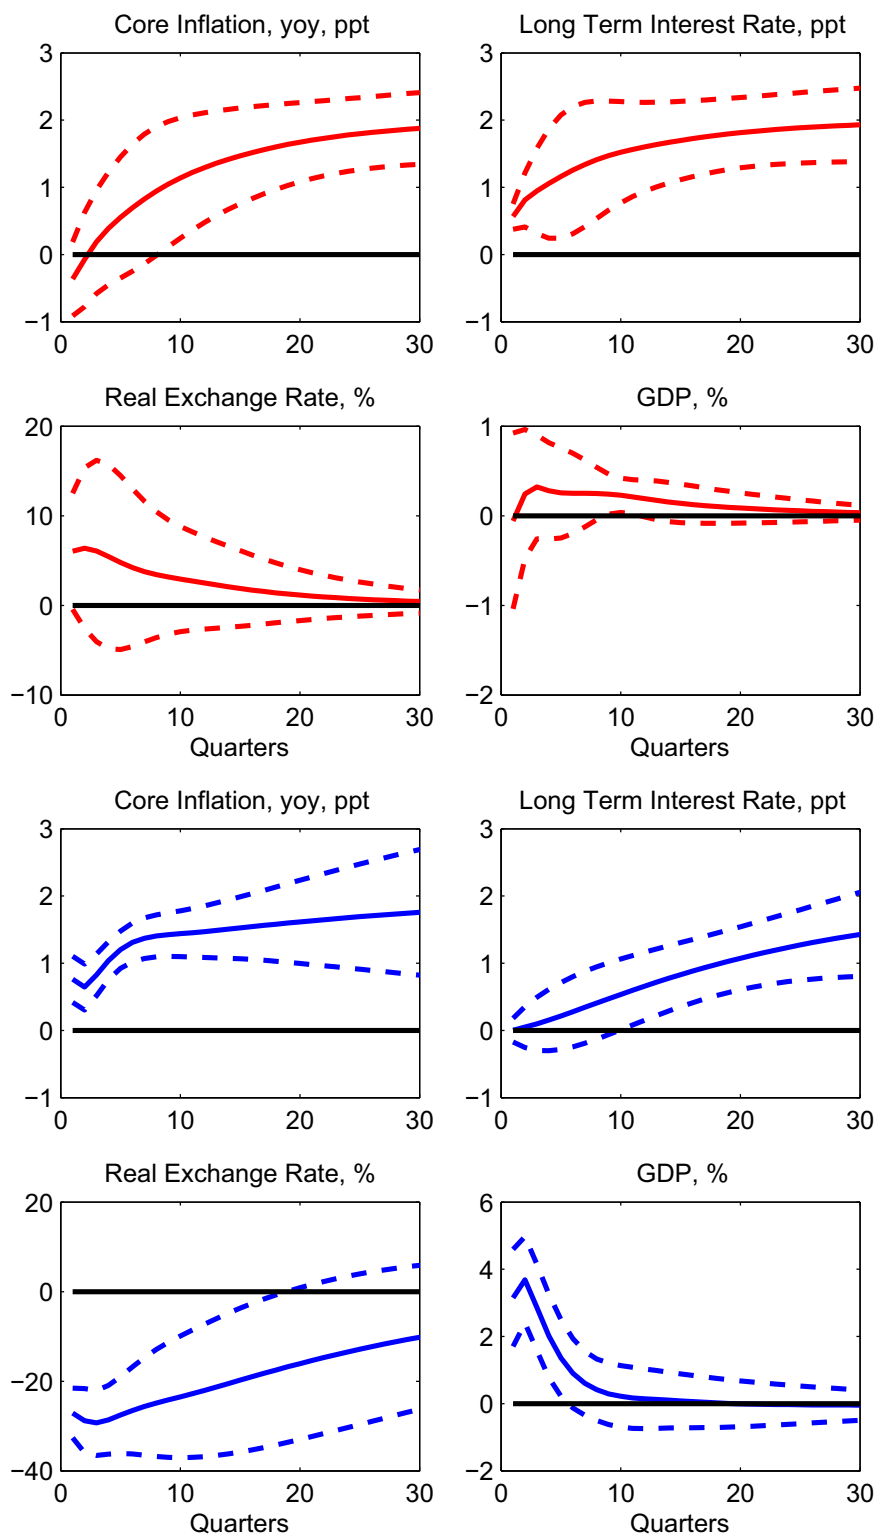 Core Inflation, yoy, ppt
Long Term Interest Rate, ppt
3
2
1
0
−1
0 10 20 30
3
2
1
0
−1
0 10 20 30
Real Exchange Rate, %
GDP, %
20
10
0
−10
0 10 20 30
Quarters
1
0
−1
−2
0 10 20 30
Quarters
Core Inflation, yoy, ppt
Long Term Interest Rate, ppt
3
2
1
0
−1
0 10 20 30
3
2
1
0
−1
0 10 20 30
Real Exchange Rate, %
GDP, %
20
0
−20
−40
0 10 20 30
Quarters
6
4
2
0
−2
0 10 20 30
Quarters